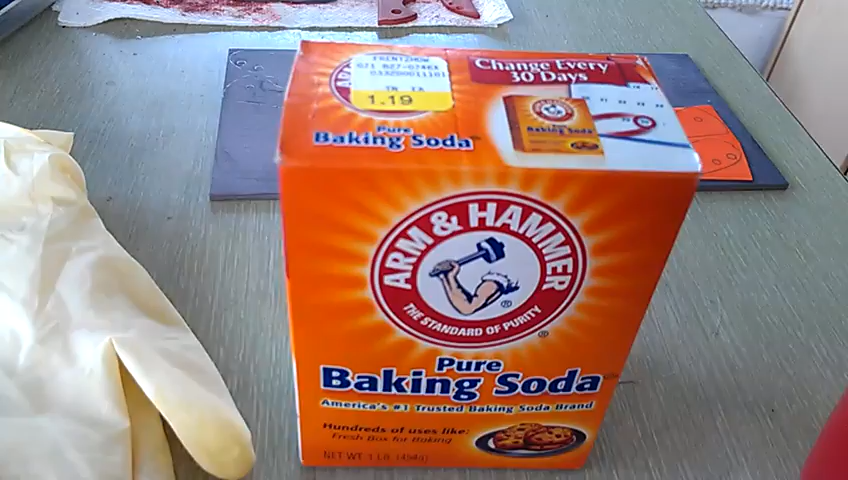 1.19
Change Every
30 Days
Pure
Baking Soda
ARM & HAMMER
THE STANDARD OF PURITY
®
®
Pure
Baking Soda
America's #1 Trusted Baking Soda Brand
Hundreds of uses like:
Fresh Box for Baking
NET WT 1 LB (454g)